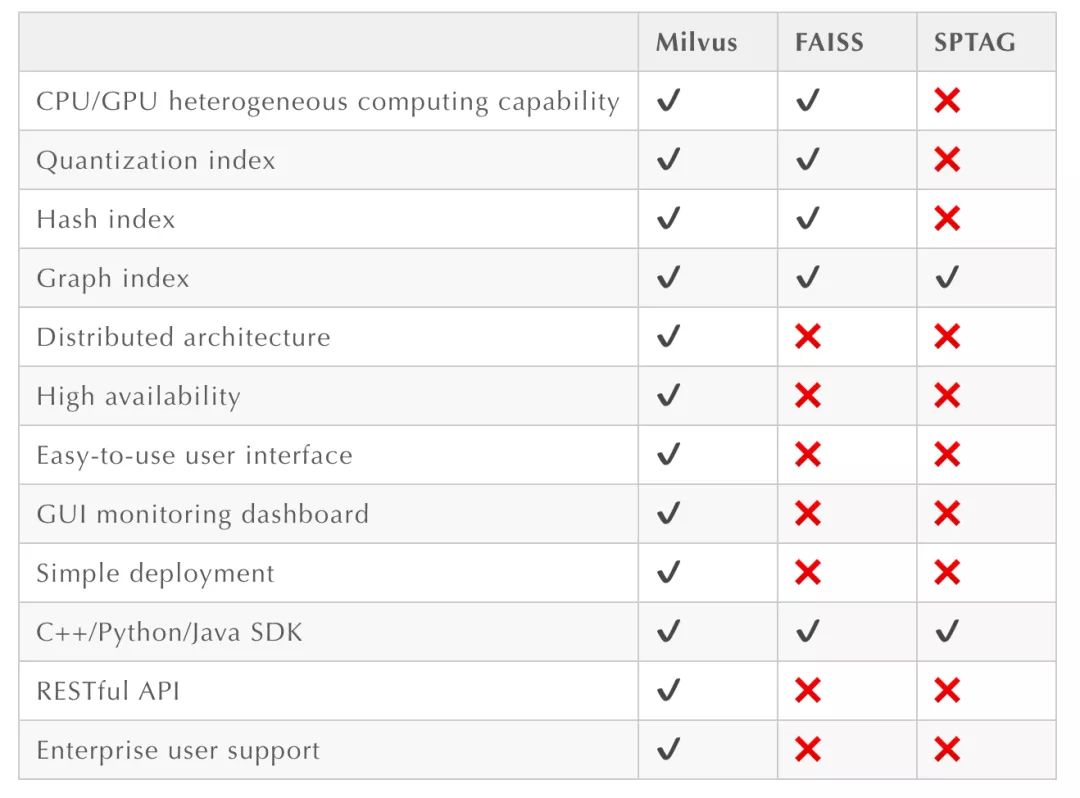 Milvus FAISS SPTAG
CPU/GPU heterogeneous computing capability ✔ ✔ ❌
Quantization index ✔ ✔ ❌
Hash index ✔ ✔ ❌
Graph index ✔ ✔ ✔
Distributed architecture ✔ ❌ ❌
High availability ✔ ❌ ❌
Easy-to-use user interface ✔ ❌ ❌
GUI monitoring dashboard ✔ ❌ ❌
Simple deployment ✔ ❌ ❌
C++/Python/Java SDK ✔ ✔ ✔
RESTful API ✔ ❌ ❌
Enterprise user support ✔ ❌ ❌